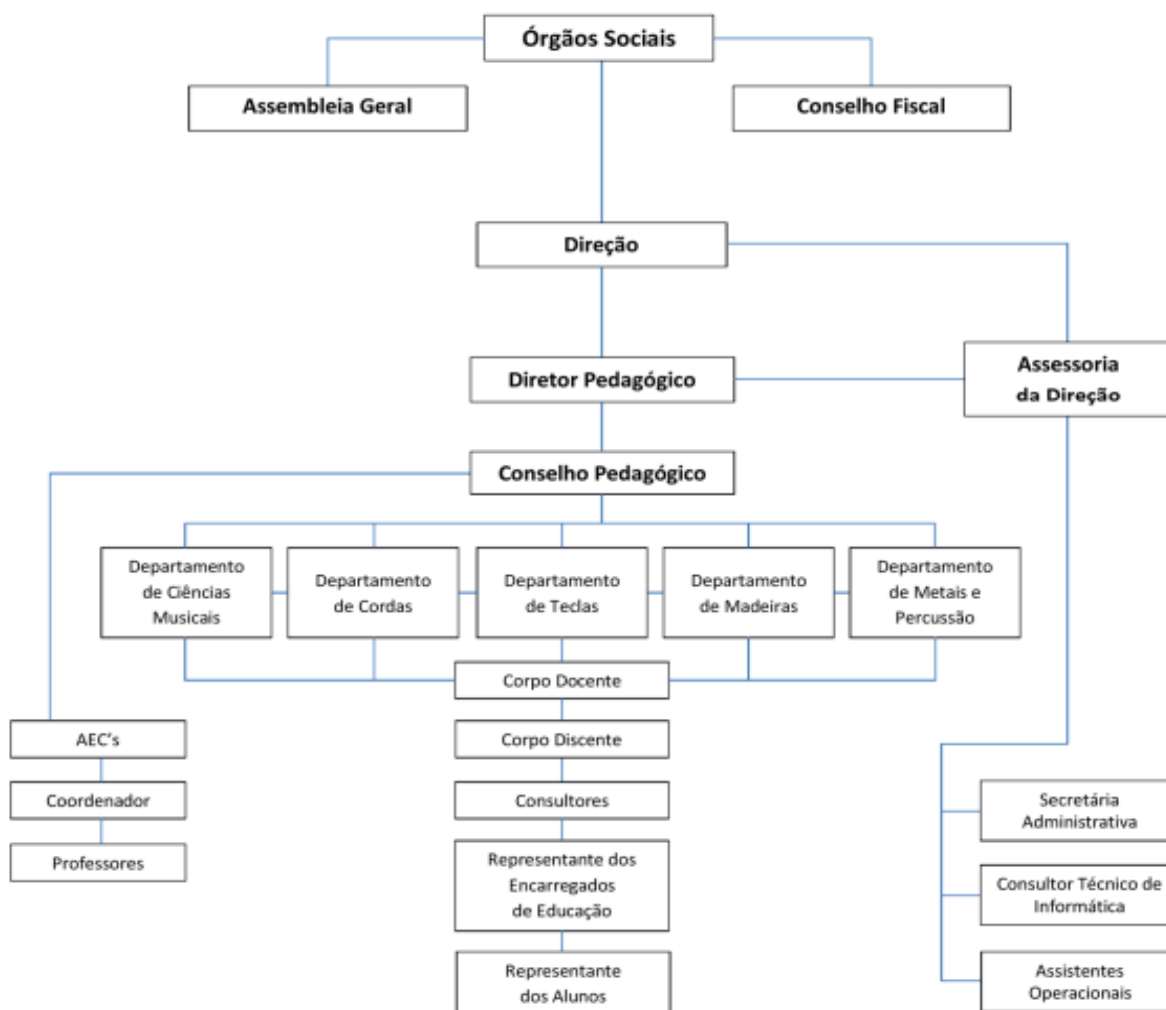 Órgãos Sociais
Assembleia Geral
Conselho Fiscal
Direção
Diretor Pedagógico
Assessoria
da Direção
Conselho Pedagógico
Departamento
de Ciências
Musicais
Departamento
de Cordas
Departamento
de Teclas
Departamento
de Madeiras
Departamento
de Metais e
Percussão
Corpo Docente
AEC's
Corpo Discente
Coordenador
Consultores
Professores
Representante dos
Encarregados
de Educação
Representante
dos Alunos
Secretária
Administrativa
Consultor Técnico de
Informática
Assistentes
Operacionais